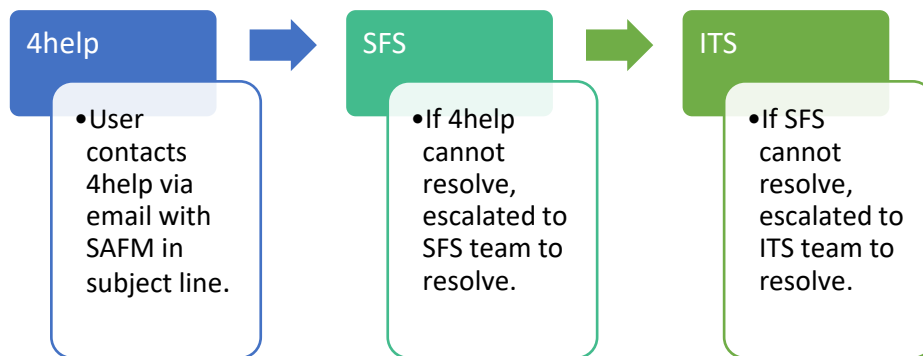 4help
•User
contacts
4help via
email with
SAFM in
subject line.
SFS
•If 4help
cannot
resolve,
escalated to
SFS team to
resolve.
ITS
•If SFS
cannot
resolve,
escalated to
ITS team to
resolve.